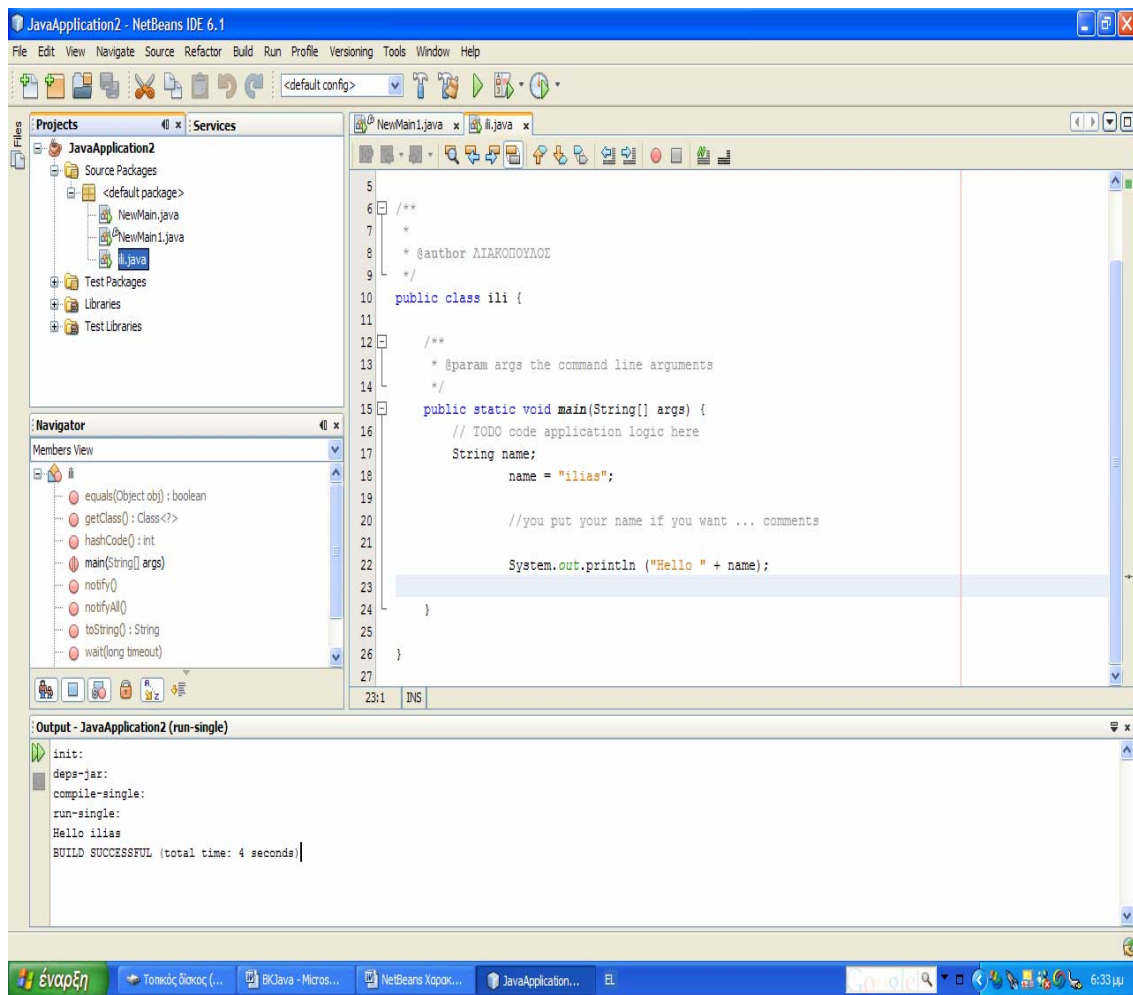 JavaApplication2 - NetBeans IDE 6.1
File Edit View Navigate Source Refactor Build Run Profile Versioning Tools Window Help
<default config>
Files
Projects
Services
JavaApplication2
Source Packages
<default package>
NewMain.java
NewMain1.java
ili.java
Test Packages
Libraries
Test Libraries
Navigator
Members View
ili
equals(Object obj) : boolean
getClass() : Class<?>
hashCode() : int
main(String[] args)
notify()
notifyAll()
toString() : String
wait(long timeout)
NewMain1.java x ili.java x
5
6 /**
7 *
8 * @author ΛΙΑΚΟΠΟΥΛΟΣ
9 */
10 public class ili {
11
12 /**
13 * @param args the command line arguments
14 */
15 public static void main(String[] args) {
16 // TODO code application logic here
17 String name;
18 name = "ilias";
19
20 //you put your name if you want ... comments
21
22 System.out.println ("Hello " + name);
23
24 }
25
26 }
27
23:1 INS
Output - JavaApplication2 (run-single)
init:
deps-jar:
compile-single:
run-single:
Hello ilias
BUILD SUCCESSFUL (total time: 4 seconds)
έναρξη
Τοπικός δίσκος (...
BKJava - Micros...
NetBeans Χαρακ...
JavaApplication...
EL
Google
6:33 μμ